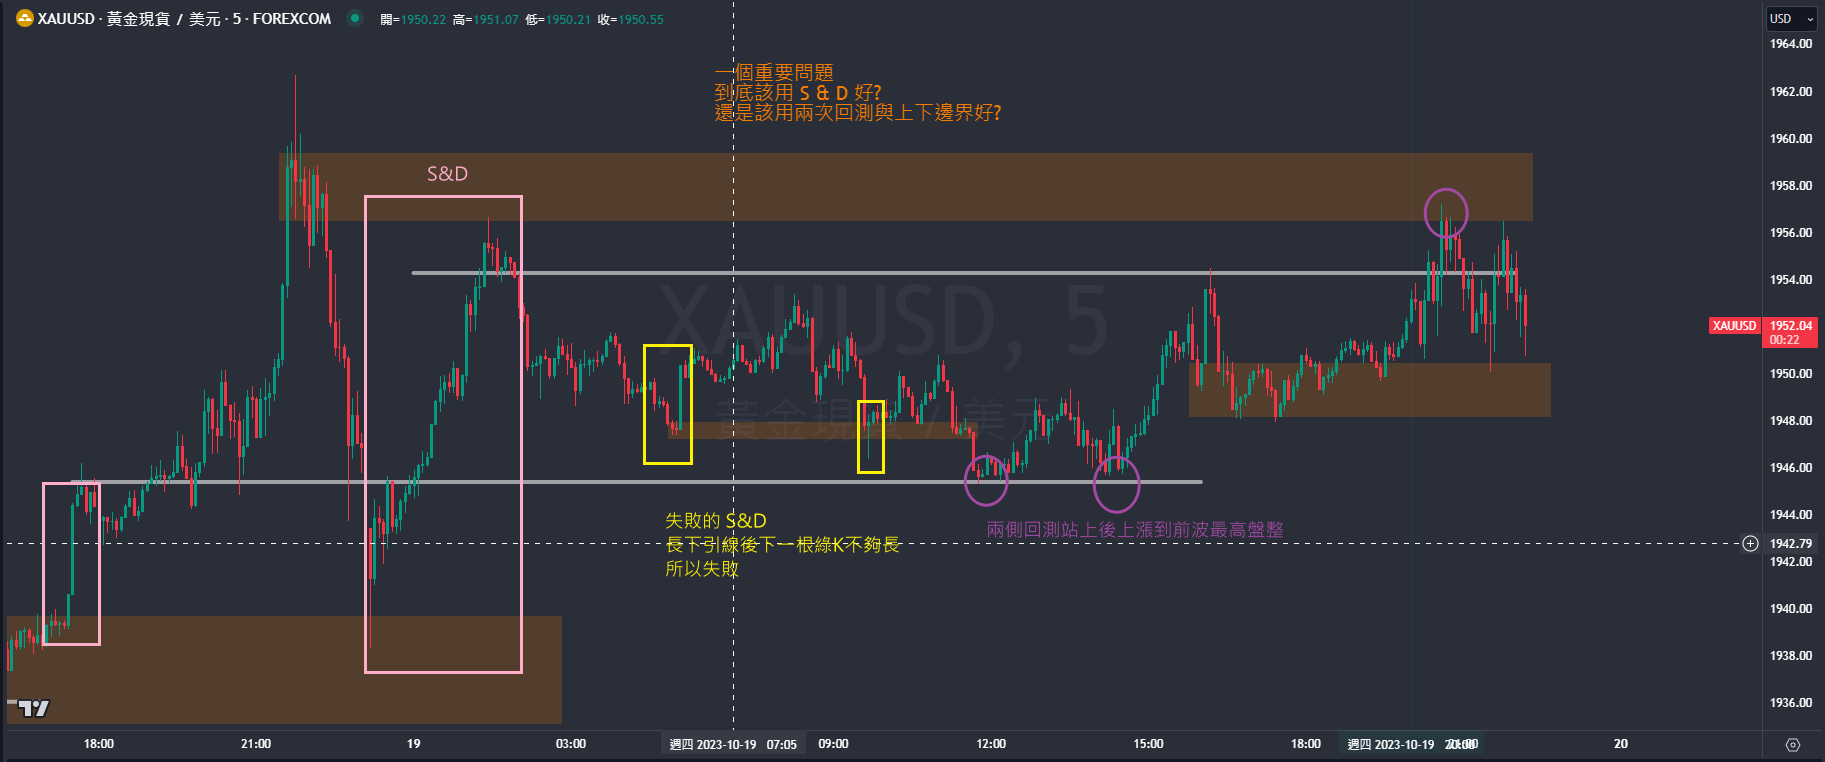 XAUUSD · 黃金現貨 / 美元 · 5 · FOREXCOM 開=1950.22 高=1951.07 低=1950.21 收=1950.55
USD
1964.00
一個重要問題
到底該用 S & D 好?
還是該用兩次回測與上下邊界好?
1962.00
1960.00
S&D
1958.00
1956.00
1954.00
XAUUSD, 5
黃金現貨 / 美元
XAUUSD 1952.04
00:22
1950.00
1948.00
1946.00
失敗的 S&D
長下引線後下一根綠K不夠長
所以失敗
兩側回測站上後上漲到前波最高盤整
1944.00
1942.79
1942.00
1940.00
1938.00
1936.00
18:00 21:00 19 03:00 週四 2023-10-19 07:05 09:00 12:00 15:00 18:00 週四 2023-10-19 20